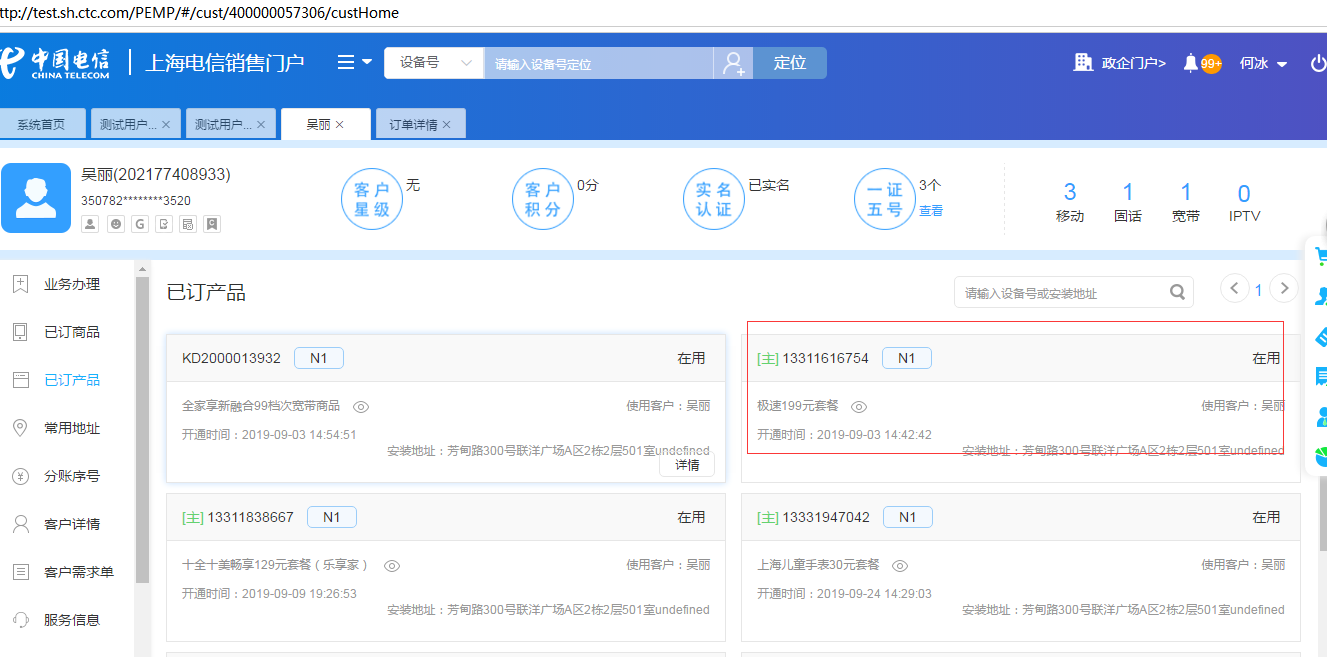 ttp://test.sh.ctc.com/PEMP/#/cust/400000057306/custHome
中国电信 CHINA TELECOM 上海电信销售门户 设备号 请输入设备号定位 定位 政企门户> 99+ 何冰
系统首页 测试用户... × 测试用户... × 吴丽 × 订单详情 ×
吴丽(202177408933)
350782********3520
G
客户星级 无
客户积分 0分
实名认证 已实名
一证五号 3个
查看
3 1 1 0
移动 固话 宽带 IPTV
业务办理
已订商品
已订产品
常用地址
分账序号
客户详情
客户需求单
服务信息
已订产品 请输入设备号或安装地址 1
KD2000013932 N1 在用
全家享新融合99档次宽带商品 使用客户：吴丽
开通时间：2019-09-03 14:54:51
安装地址：芳甸路300号联洋广场A区2栋2层501室undefined
详情
[主] 13311616754 N1 在用
极速199元套餐 使用客户：吴丽
开通时间：2019-09-03 14:42:42
安装地址：芳甸路300号联洋广场A区2栋2层501室undefined
[主] 13311838667 N1 在用
十全十美畅享129元套餐（乐享家） 使用客户：吴丽
开通时间：2019-09-09 19:26:53
安装地址：芳甸路300号联洋广场A区2栋2层501室undefined
[主] 13331947042 N1 在用
上海儿童手表30元套餐 使用客户：吴丽
开通时间：2019-09-24 14:29:03
安装地址：芳甸路300号联洋广场A区2栋2层501室undefined